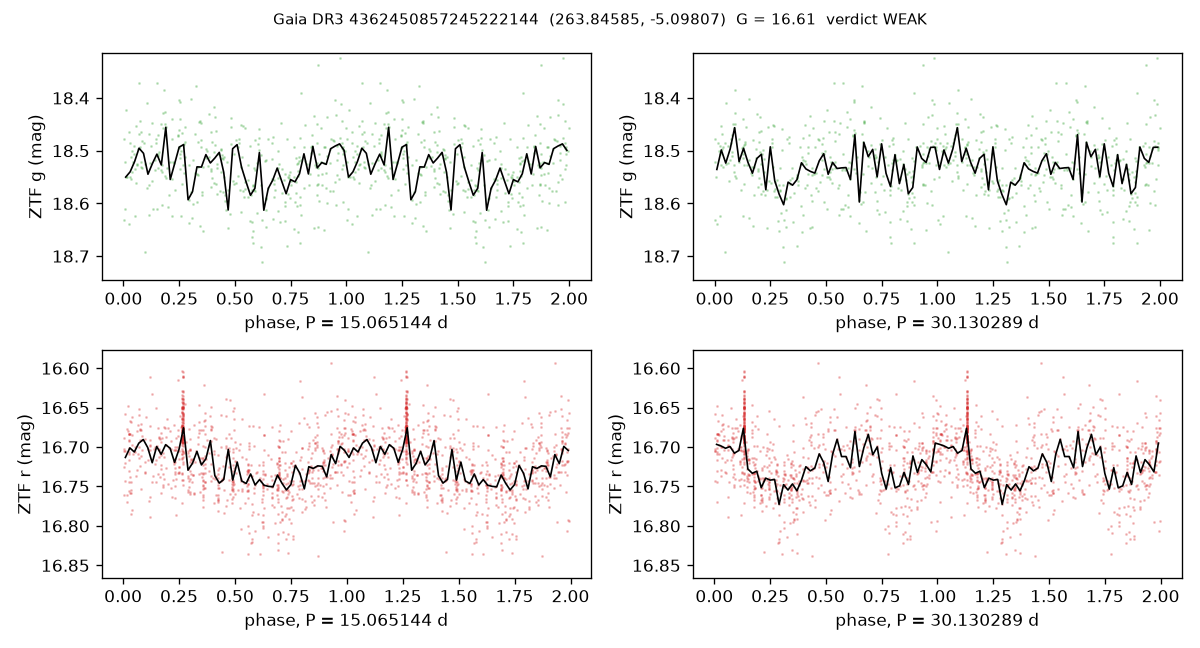 Gaia DR3 4362450857245222144 (263.84585, -5.09807) G = 16.61 verdict WEAK
ZTF g (mag)
18.4
18.5
18.6
18.7
0.00 0.25 0.50 0.75 1.00 1.25 1.50 1.75 2.00
phase, P = 15.065144 d
ZTF g (mag)
18.4
18.5
18.6
18.7
0.00 0.25 0.50 0.75 1.00 1.25 1.50 1.75 2.00
phase, P = 30.130289 d
ZTF r (mag)
16.60
16.65
16.70
16.75
16.80
16.85
0.00 0.25 0.50 0.75 1.00 1.25 1.50 1.75 2.00
phase, P = 15.065144 d
ZTF r (mag)
16.60
16.65
16.70
16.75
16.80
16.85
0.00 0.25 0.50 0.75 1.00 1.25 1.50 1.75 2.00
phase, P = 30.130289 d